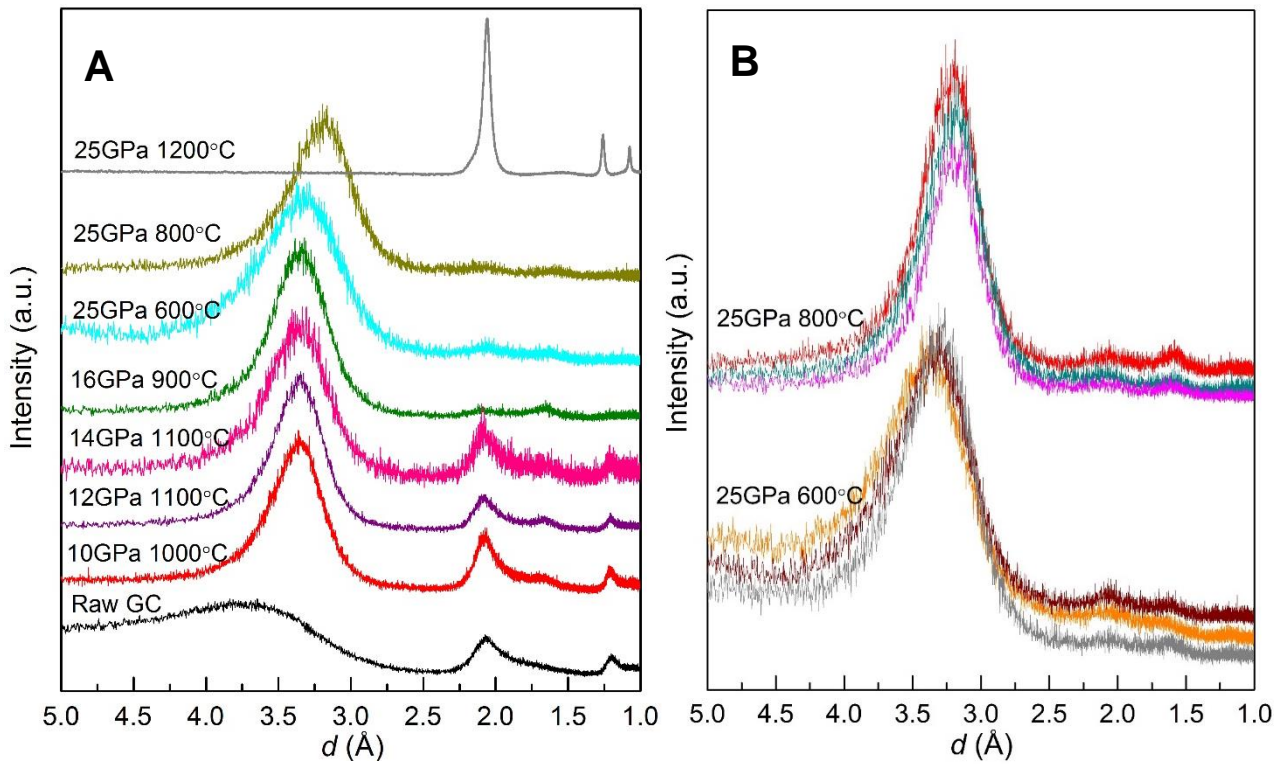 A
25GPa 1200°C
25GPa 800°C
25GPa 600°C
16GPa 900°C
14GPa 1100°C
12GPa 1100°C
10GPa 1000°C
Raw GC
Intensity (a.u.)
5.0 4.5 4.0 3.5 3.0 2.5 2.0 1.5 1.0
d (Å)
B
25GPa 800°C
25GPa 600°C
Intensity (a.u.)
5.0 4.5 4.0 3.5 3.0 2.5 2.0 1.5 1.0
d (Å)